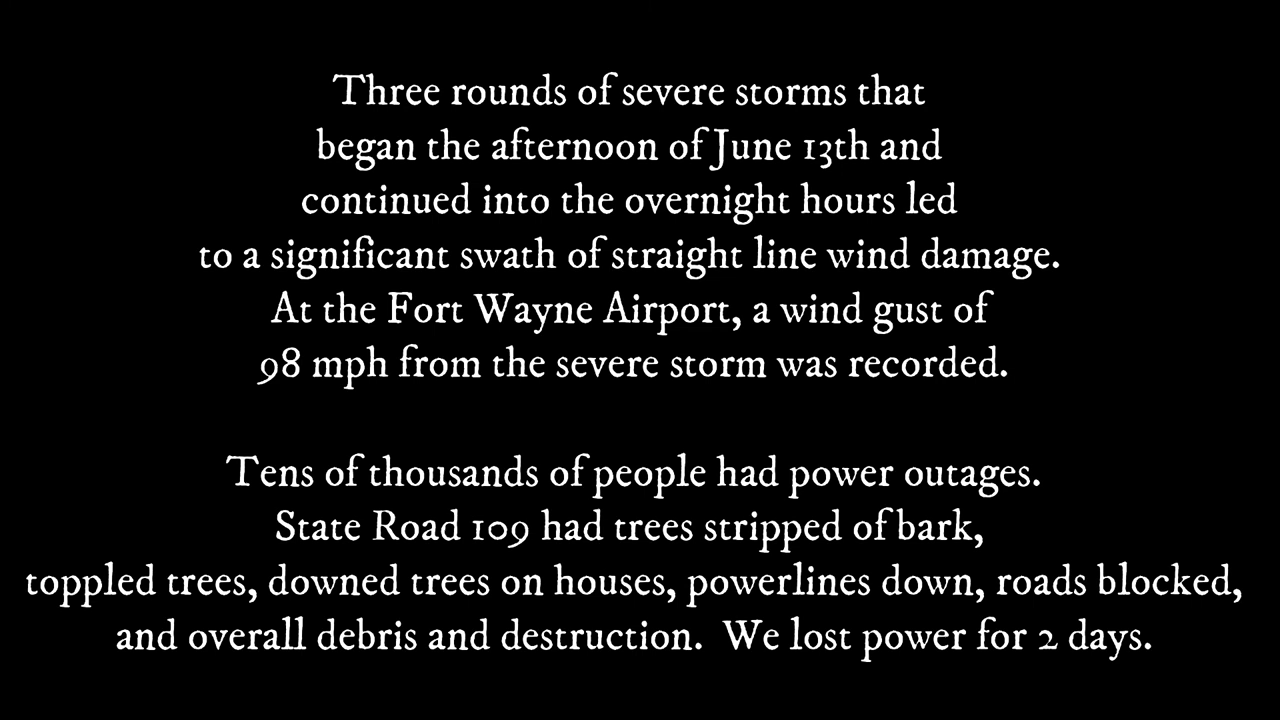 Three rounds of severe storms that
began the afternoon of June 13th and
continued into the overnight hours led
to a significant swath of straight line wind damage.
At the Fort Wayne Airport, a wind gust of
98 mph from the severe storm was recorded.
Tens of thousands of people had power outages.
State Road 109 had trees stripped of bark,
toppled trees, downed trees on houses, powerlines down, roads blocked,
and overall debris and destruction.  We lost power for 2 days.